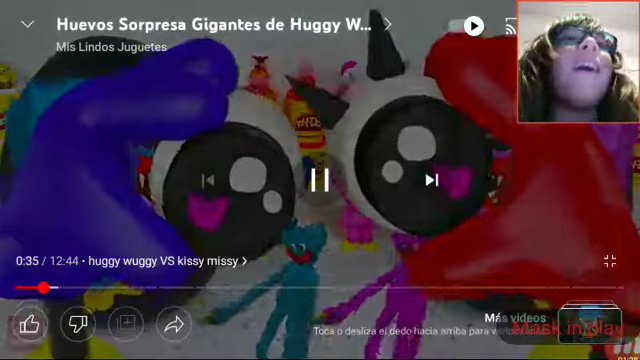 Huevos Sorpresa Gigantes de Huggy W...
Mis Lindos Juguetes
0:35 / 12:44 • huggy wuggy VS kissy missy
Más videos
Toca o desliza el dedo hacia arriba para
Mask in play